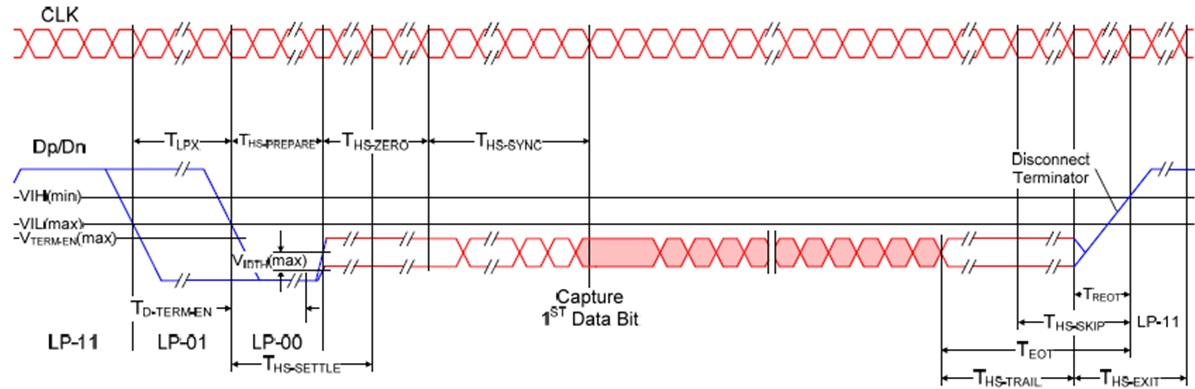 CLK
TLPX
THS-PREPARE
THS-ZERO
THS-SYNC
Dp/Dn
Disconnect
Terminator
VIH(min)
VIL(max)
VTERM-EN(max)
VIDTH(max)
Capture
1ST Data Bit
TD-TERM-EN
TREOT
THS-SKIP
LP-11
LP-11
LP-01
LP-00
TEOT
THS-SETTLE
THS-TRAIL
THS-EXIT